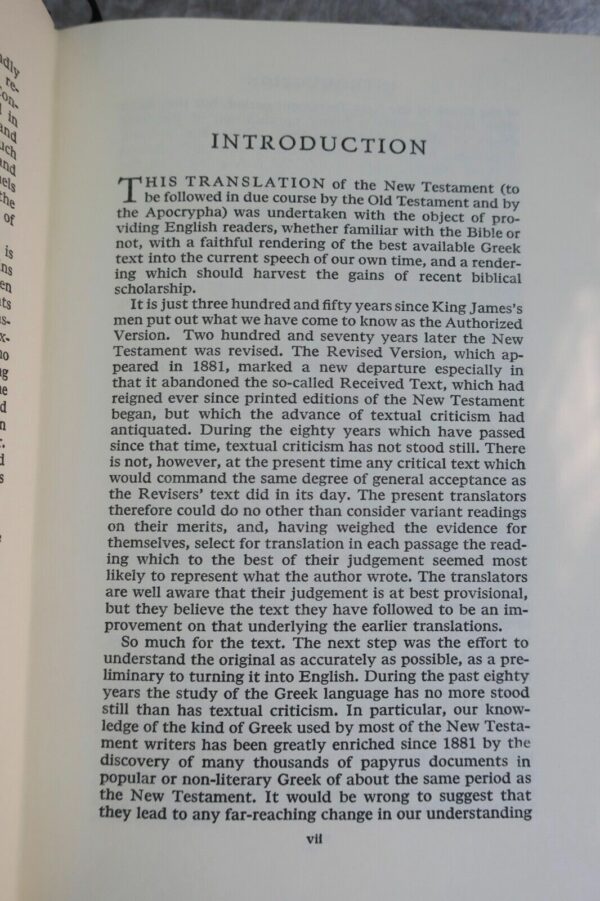 ndly
re-
on-
in
and
uch
and
els
the
of
is
ns
en
ts
s-
x-
no
ng
e
d
n
r.
d
s
INTRODUCTION
THIS TRANSLATION of the New Testament (to
be followed in due course by the Old Testament and by
the Apocrypha) was undertaken with the object of pro-
viding English readers, whether familiar with the Bible or
not, with a faithful rendering of the best available Greek
text into the current speech of our own time, and a render-
ing which should harvest the gains of recent biblical
scholarship.
It is just three hundred and fifty years since King James's
men put out what we have come to know as the Authorized
Version. Two hundred and seventy years later the New
Testament was revised. The Revised Version, which ap-
peared in 1881, marked a new departure especially in
that it abandoned the so-called Received Text, which had
reigned ever since printed editions of the New Testament
began, but which the advance of textual criticism had
antiquated. During the eighty years which have passed
since that time, textual criticism has not stood still. There
is not, however, at the present time any critical text which
would command the same degree of general acceptance as
the Revisers' text did in its day. The present translators
therefore could do no other than consider variant readings
on their merits, and, having weighed the evidence for
themselves, select for translation in each passage the read-
ing which to the best of their judgement seemed most
likely to represent what the author wrote. The translators
are well aware that their judgement is at best provisional,
but they believe the text they have followed to be an im-
provement on that underlying the earlier translations.
So much for the text. The next step was the effort to
understand the original as accurately as possible, as a pre-
liminary to turning it into English. During the past eighty
years the study of the Greek language has no more stood
still than has textual criticism. In particular, our know-
ledge of the kind of Greek used by most of the New Testa-
ment writers has been greatly enriched since 1881 by the
discovery of many thousands of papyrus documents in
popular or non-literary Greek of about the same period as
the New Testament. It would be wrong to suggest that
they lead to any far-reaching change in our understanding
vii